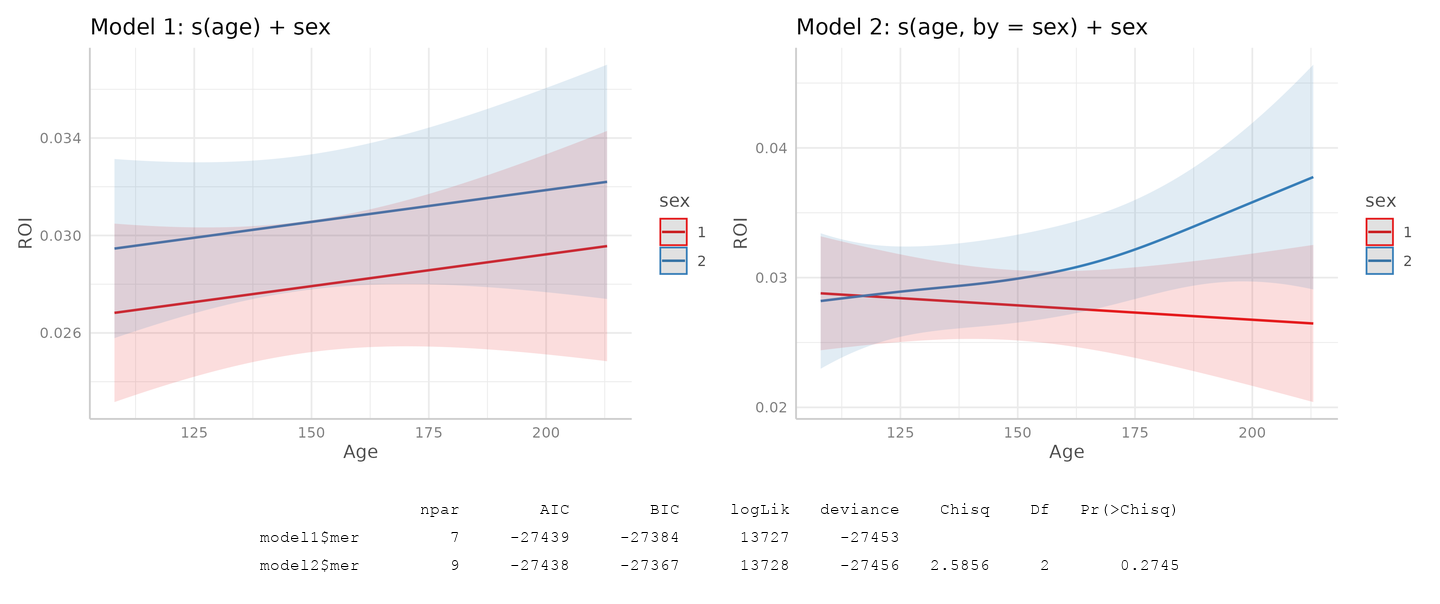 Model 1: s(age) + sex
0.034
0.030
0.026
ROI
125 150 175 200
Age
sex
1
2
Model 2: s(age, by = sex) + sex
0.04
0.03
0.02
ROI
125 150 175 200
Age
sex
1
2
npar AIC BIC logLik deviance Chisq Df Pr(>Chisq)
model1$mer 7 -27439 -27384 13727 -27453
model2$mer 9 -27438 -27367 13728 -27456 2.5856 2 0.2745